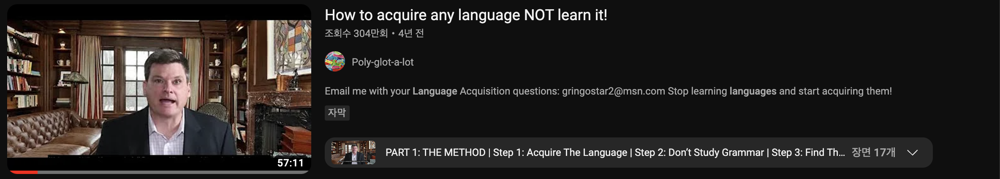 How to acquire any language NOT learn it!
조회수 304만회 • 4년 전
Poly-glot-a-lot
Email me with your Language Acquisition questions: gringostar2@msn.com Stop learning languages and start acquiring them!
자막
57:11
PART 1: THE METHOD | Step 1: Acquire The Language | Step 2: Don’t Study Grammar | Step 3: Find Th... 장면 17개